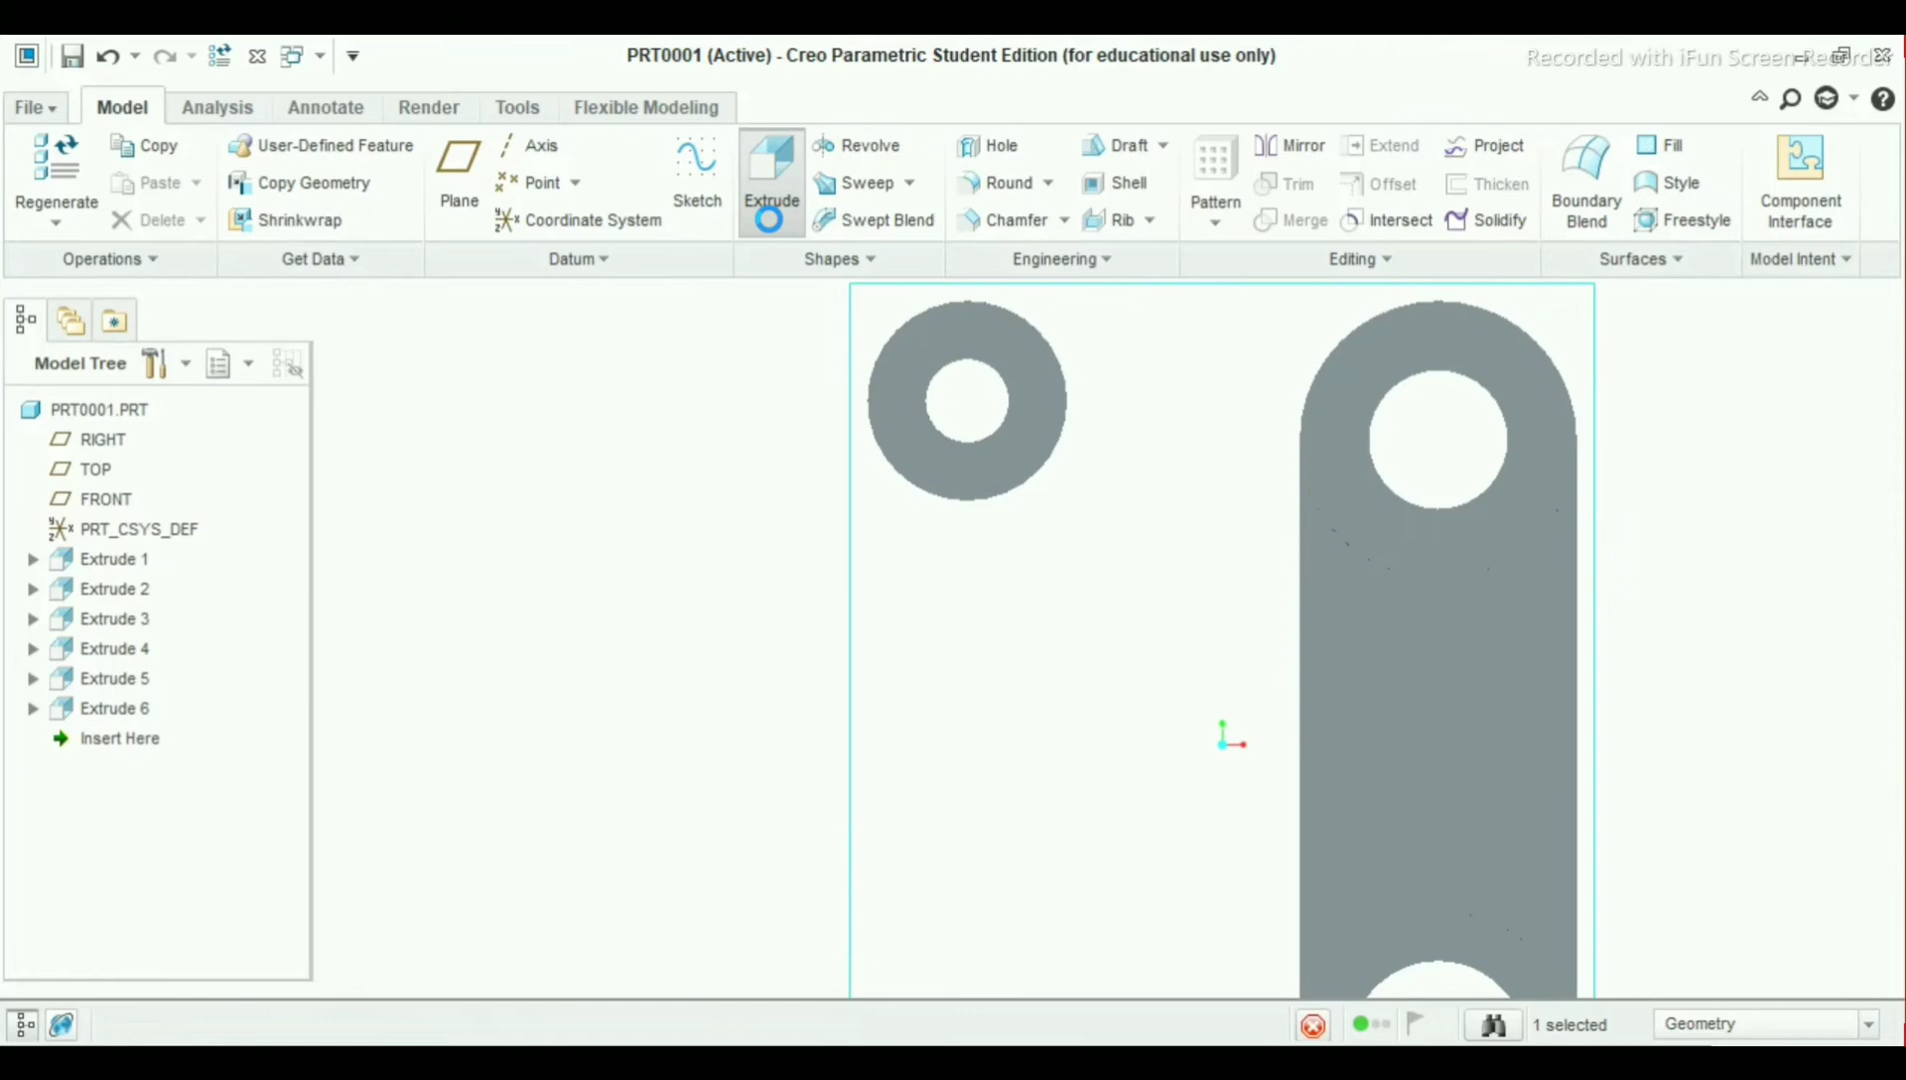 PRT0001 (Active) - Creo Parametric Student Edition (for educational use only)
Recorded with iFun Screen Recorder
File Model Analysis Annotate Render Tools Flexible Modeling
Regenerate
Copy
Paste
Delete
Operations
User-Defined Feature
Copy Geometry
Shrinkwrap
Get Data
Plane
Axis
Point
Coordinate System
Sketch
Datum
Extrude
Revolve
Sweep
Swept Blend
Shapes
Hole
Round
Chamfer
Draft
Shell
Rib
Engineering
Pattern
Mirror
Trim
Merge
Extend
Offset
Intersect
Project
Thicken
Solidify
Editing
Boundary
Blend
Fill
Style
Freestyle
Surfaces
Component
Interface
Model Intent
Model Tree
PRT0001.PRT
RIGHT
TOP
FRONT
PRT_CSYS_DEF
Extrude 1
Extrude 2
Extrude 3
Extrude 4
Extrude 5
Extrude 6
Insert Here
1 selected
Geometry